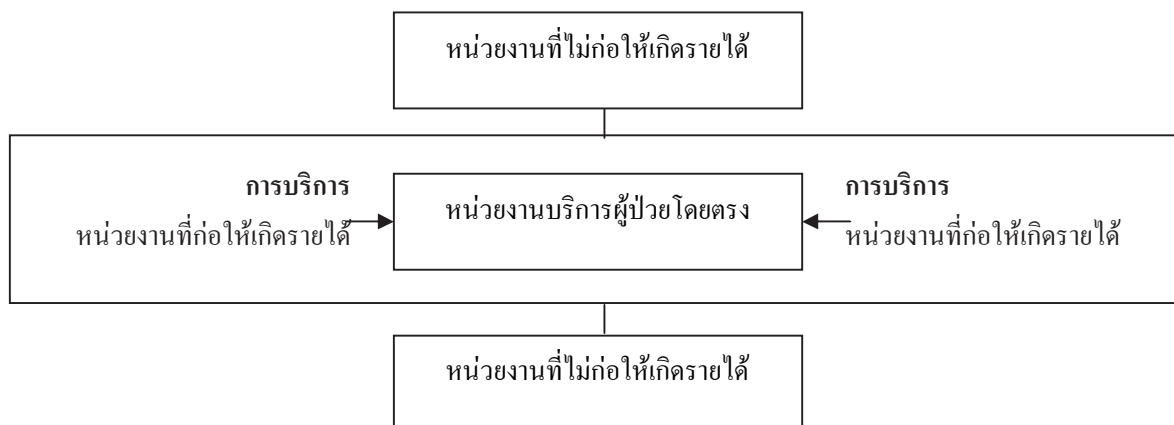 หน่วยงานที่ไม่ก่อให้เกิดรายได้
การบริการ
หน่วยงานที่ก่อให้เกิดรายได้
หน่วยงานบริการผู้ป่วยโดยตรง
การบริการ
หน่วยงานที่ก่อให้เกิดรายได้
หน่วยงานที่ไม่ก่อให้เกิดรายได้